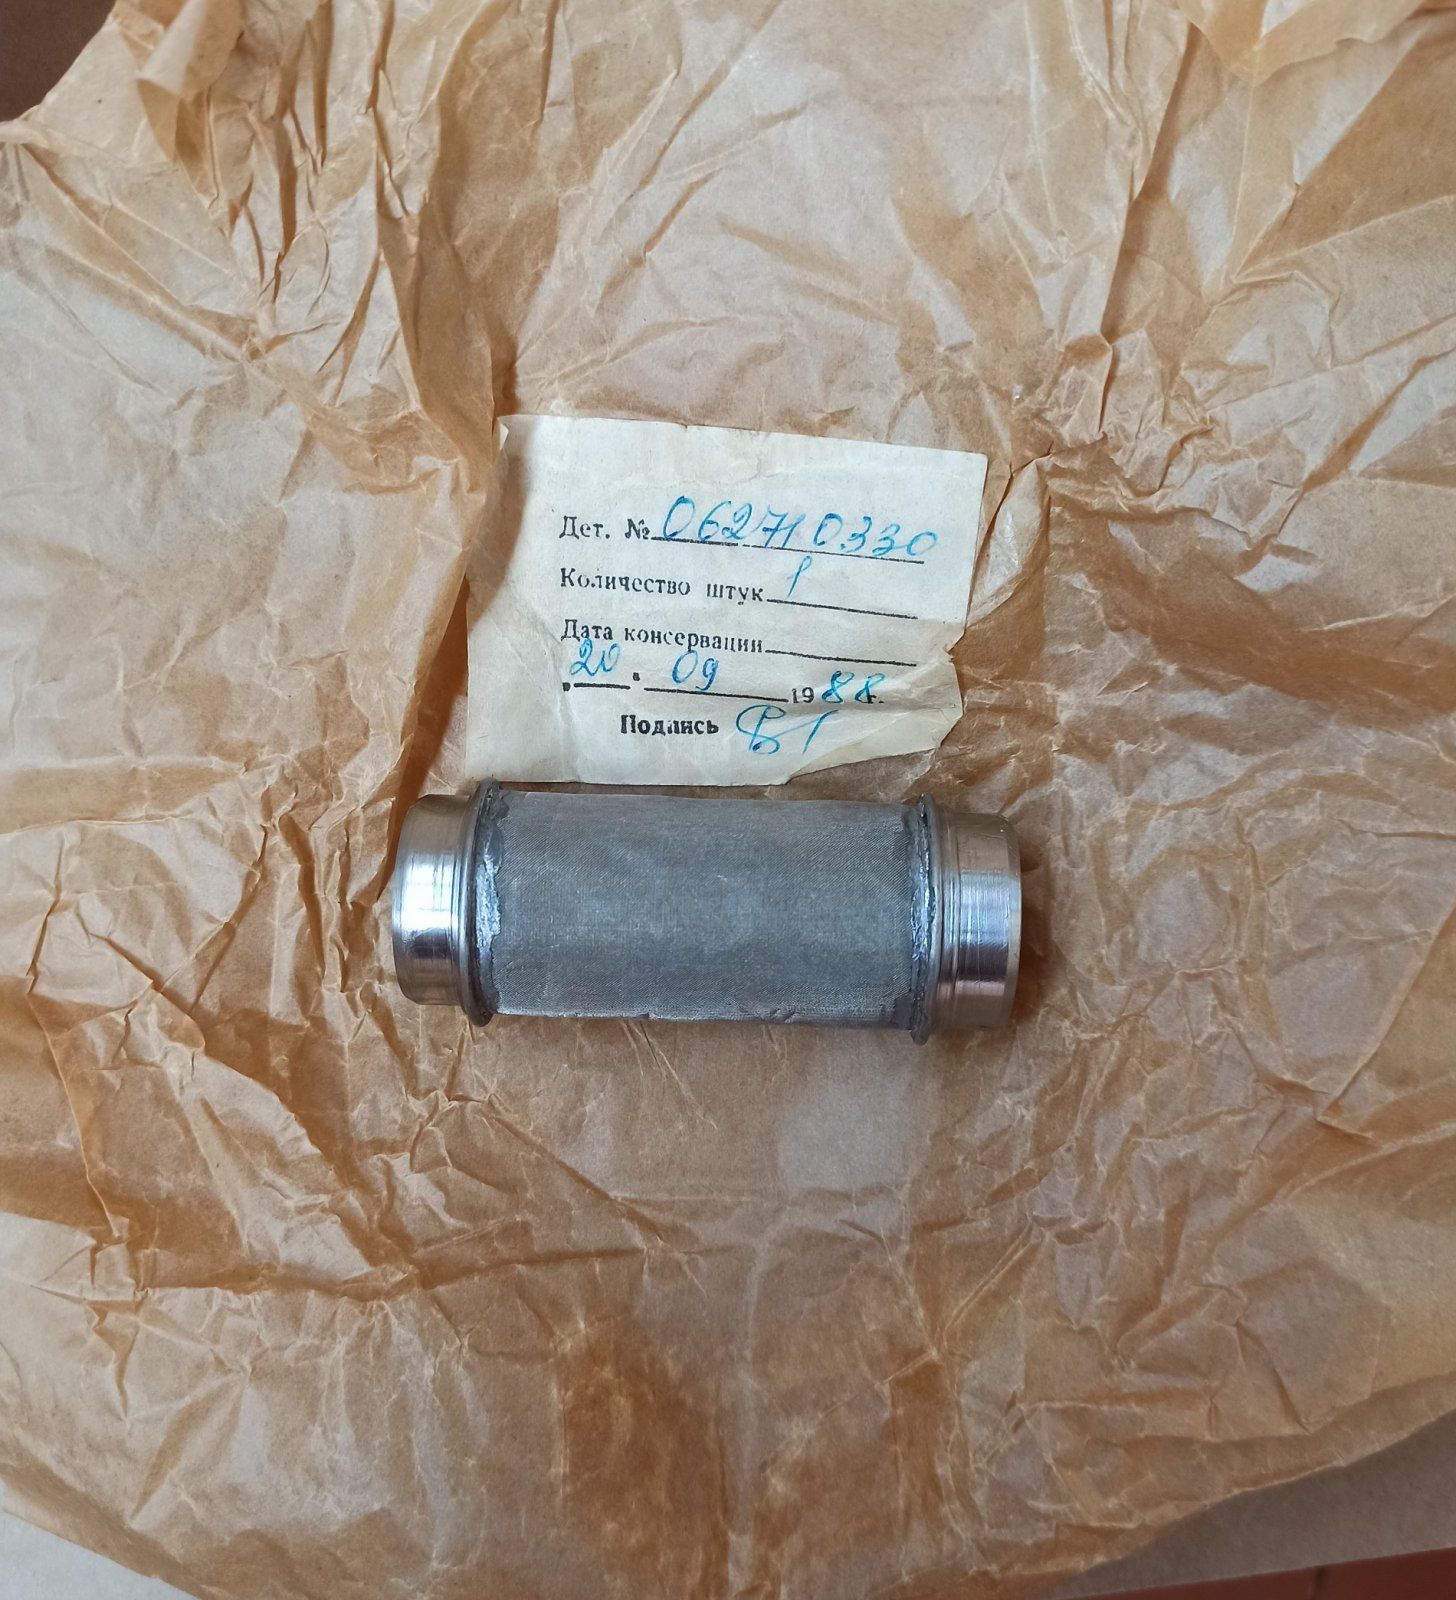 Дет. № 062710330
Количество штук 1
Дата консервации
20. 09 1988 г.
Подпись